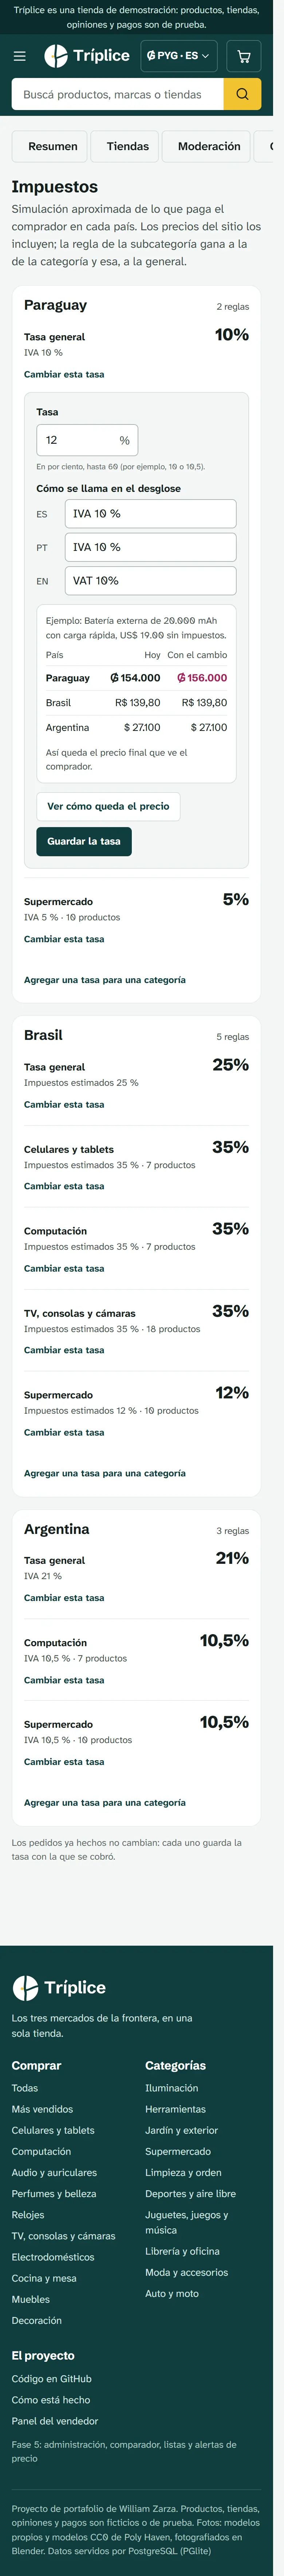 Tríplice es una tienda de demostración: productos, tiendas,
opiniones y pagos son de prueba.
Tríplice
₲ PYG · ES
Buscá productos, marcas o tiendas
Resumen
Tiendas
Moderación
Impuestos
Simulación aproximada de lo que paga el
comprador en cada país. Los precios del sitio los
incluyen; la regla de la subcategoría gana a la
de la categoría y esa, a la general.
Paraguay
2 reglas
Tasa general
10%
IVA 10 %
Cambiar esta tasa
Tasa
12
%
En por ciento, hasta 60 (por ejemplo, 10 o 10,5).
Cómo se llama en el desglose
ES
IVA 10 %
PT
IVA 10 %
EN
VAT 10%
Ejemplo: Batería externa de 20.000 mAh
con carga rápida, US$ 19.00 sin impuestos.
País Hoy Con el cambio
Paraguay ₲ 154.000 ₲ 156.000
Brasil R$ 139,80 R$ 139,80
Argentina $ 27.100 $ 27.100
Así queda el precio final que ve el
comprador.
Ver cómo queda el precio
Guardar la tasa
Supermercado
5%
IVA 5 % · 10 productos
Cambiar esta tasa
Agregar una tasa para una categoría
Brasil
5 reglas
Tasa general
25%
Impuestos estimados 25 %
Cambiar esta tasa
Celulares y tablets
35%
Impuestos estimados 35 % · 7 productos
Cambiar esta tasa
Computación
35%
Impuestos estimados 35 % · 7 productos
Cambiar esta tasa
TV, consolas y cámaras
35%
Impuestos estimados 35 % · 18 productos
Cambiar esta tasa
Supermercado
12%
Impuestos estimados 12 % · 10 productos
Cambiar esta tasa
Agregar una tasa para una categoría
Argentina
3 reglas
Tasa general
21%
IVA 21 %
Cambiar esta tasa
Computación
10,5%
IVA 10,5 % · 7 productos
Cambiar esta tasa
Supermercado
10,5%
IVA 10,5 % · 10 productos
Cambiar esta tasa
Agregar una tasa para una categoría
Los pedidos ya hechos no cambian: cada uno guarda la
tasa con la que se cobró.
Tríplice
Los tres mercados de la frontera, en una
sola tienda.
Comprar
Todas
Más vendidos
Celulares y tablets
Computación
Audio y auriculares
Perfumes y belleza
Relojes
TV, consolas y cámaras
Electrodomésticos
Cocina y mesa
Muebles
Decoración
Categorías
Iluminación
Herramientas
Jardín y exterior
Supermercado
Limpieza y orden
Deportes y aire libre
Juguetes, juegos y
música
Librería y oficina
Moda y accesorios
Auto y moto
El proyecto
Código en GitHub
Cómo está hecho
Panel del vendedor
Fase 5: administración, comparador, listas y alertas de
precio
Proyecto de portafolio de William Zarza. Productos, tiendas,
opiniones y pagos son ficticios o de prueba. Fotos: modelos
propios y modelos CC0 de Poly Haven, fotografiados en
Blender. Datos servidos por PostgreSQL (PGlite)